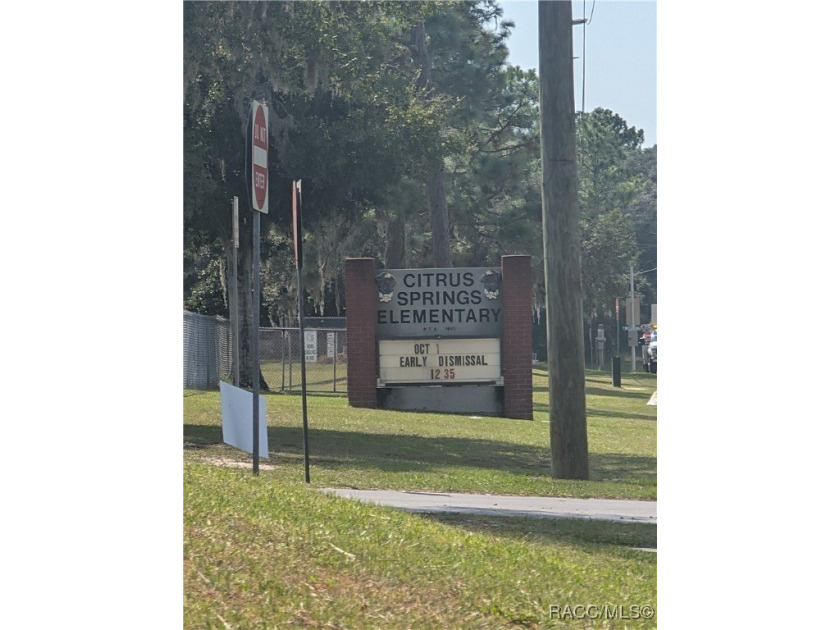 DO NOT
ENTER
CITRUS
SPRINGS
ELEMENTARY
OCT 1
EARLY DISMISSAL
12 35
RACC/MLS©